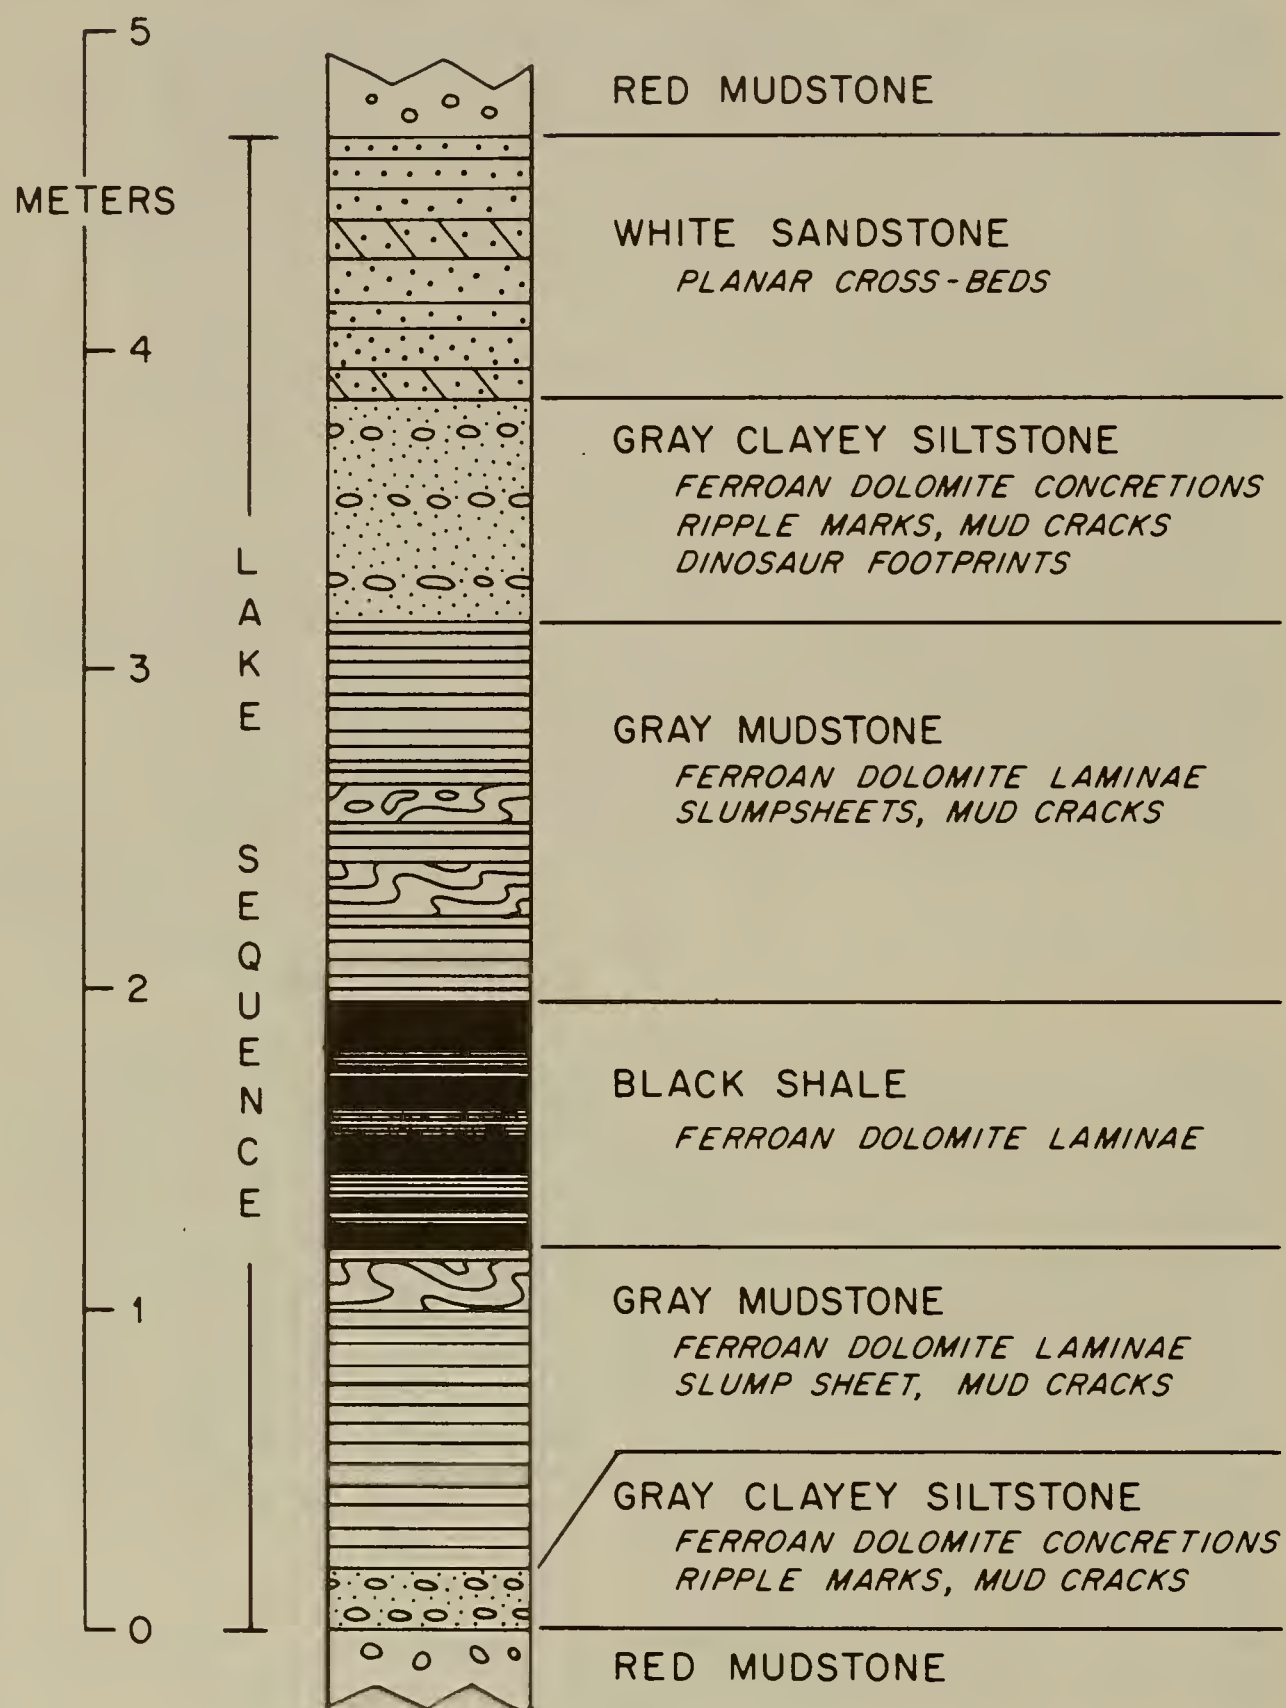 5
RED MUDSTONE
METERS
WHITE SANDSTONE
PLANAR CROSS-BEDS
4
GRAY CLAYEY SILTSTONE
FERROAN DOLOMITE CONCRETIONS
RIPPLE MARKS, MUD CRACKS
DINOSAUR FOOTPRINTS
3
LAKE SEQUENCE
GRAY MUDSTONE
FERROAN DOLOMITE LAMINAE
SLUMPSHEETS, MUD CRACKS
2
BLACK SHALE
FERROAN DOLOMITE LAMINAE
1
GRAY MUDSTONE
FERROAN DOLOMITE LAMINAE
SLUMP SHEET, MUD CRACKS
GRAY CLAYEY SILTSTONE
FERROAN DOLOMITE CONCRETIONS
RIPPLE MARKS, MUD CRACKS
0
RED MUDSTONE